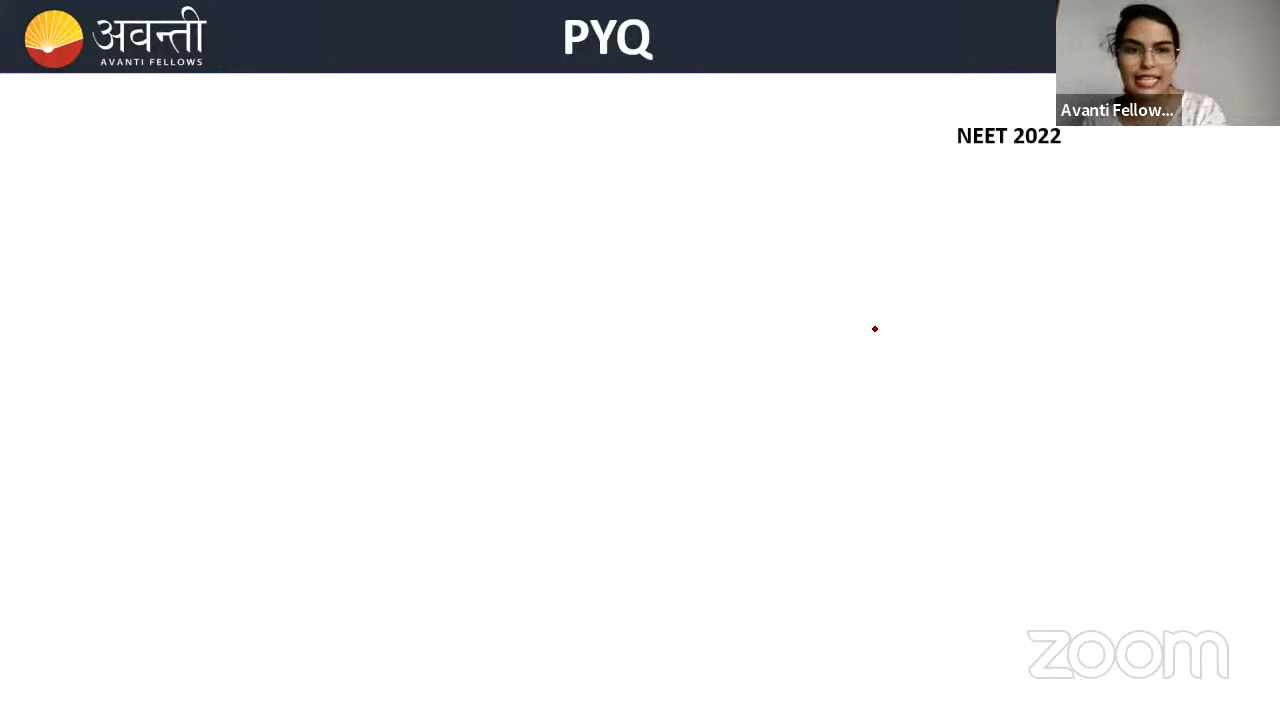 अवन्ती
AVANTI FELLOWS
PYQ
Avanti Fellow...
NEET 2022
zoom